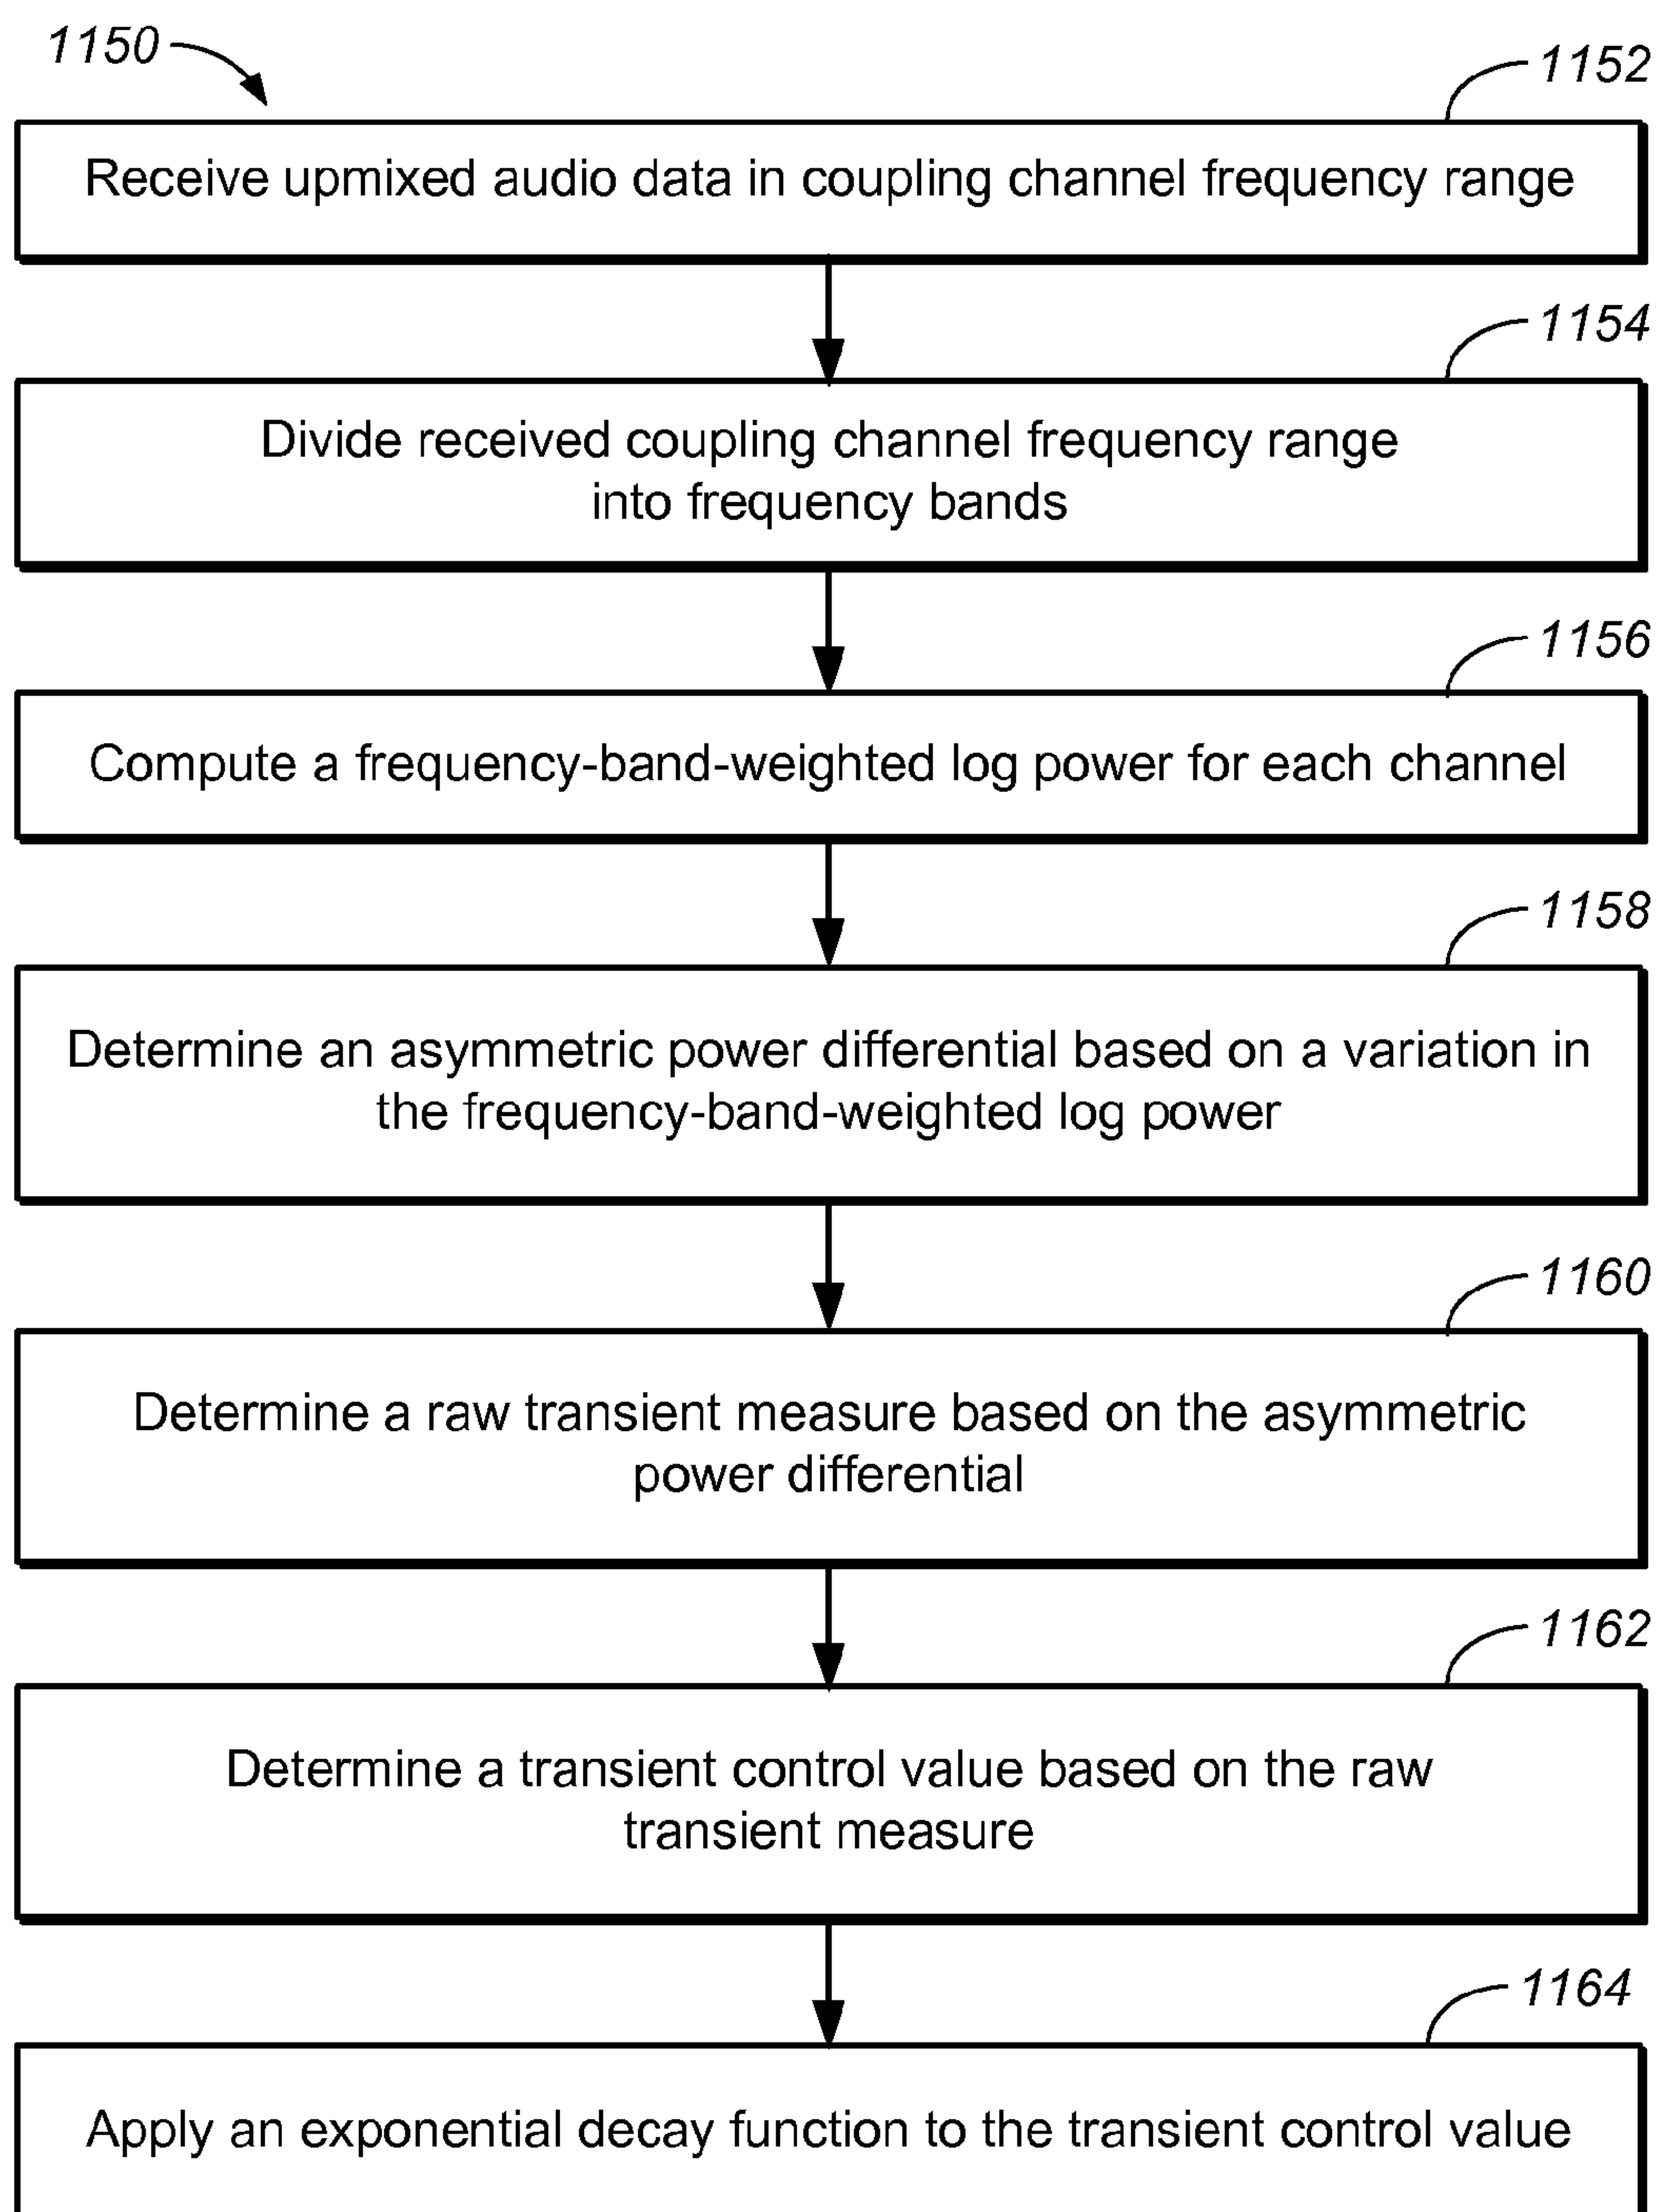 1150
1152
Receive upmixed audio data in coupling channel frequency range
1154
Divide received coupling channel frequency range
into frequency bands
1156
Compute a frequency-band-weighted log power for each channel
1158
Determine an asymmetric power differential based on a variation in
the frequency-band-weighted log power
1160
Determine a raw transient measure based on the asymmetric
power differential
1162
Determine a transient control value based on the raw
transient measure
1164
Apply an exponential decay function to the transient control value